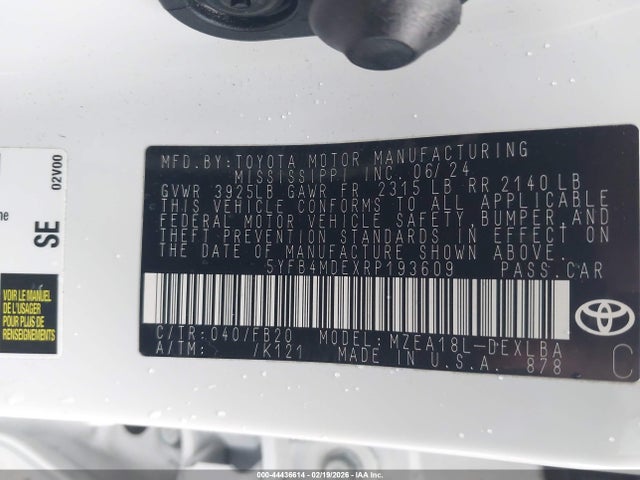 MFD. BY: TOYOTA MOTOR MANUFACTURING
MISSISSIPPI INC. 06/24
GVWR 3925LB GAWR FR 2315 LB RR 2140 LB
THIS VEHICLE CONFORMS TO ALL APPLICABLE
FEDERAL MOTOR VEHICLE SAFETY, BUMPER, AND
THEFT PREVENTION STANDARDS IN EFFECT ON
THE DATE OF MANUFACTURE SHOWN ABOVE.
5YFB4MDEXRP193609 PASS.CAR
C/TR:040/FB20 MODEL:MZEA18L-DEXLBA
A/TM: /K121 MADE IN U.S.A. 878
C
02V00
SE
VOIR LE MANUEL
DE L'USAGER
POUR PLUS DE
RENSEIGNEMENTS
000-44436614 - 02/19/2026 - IAA, Inc.